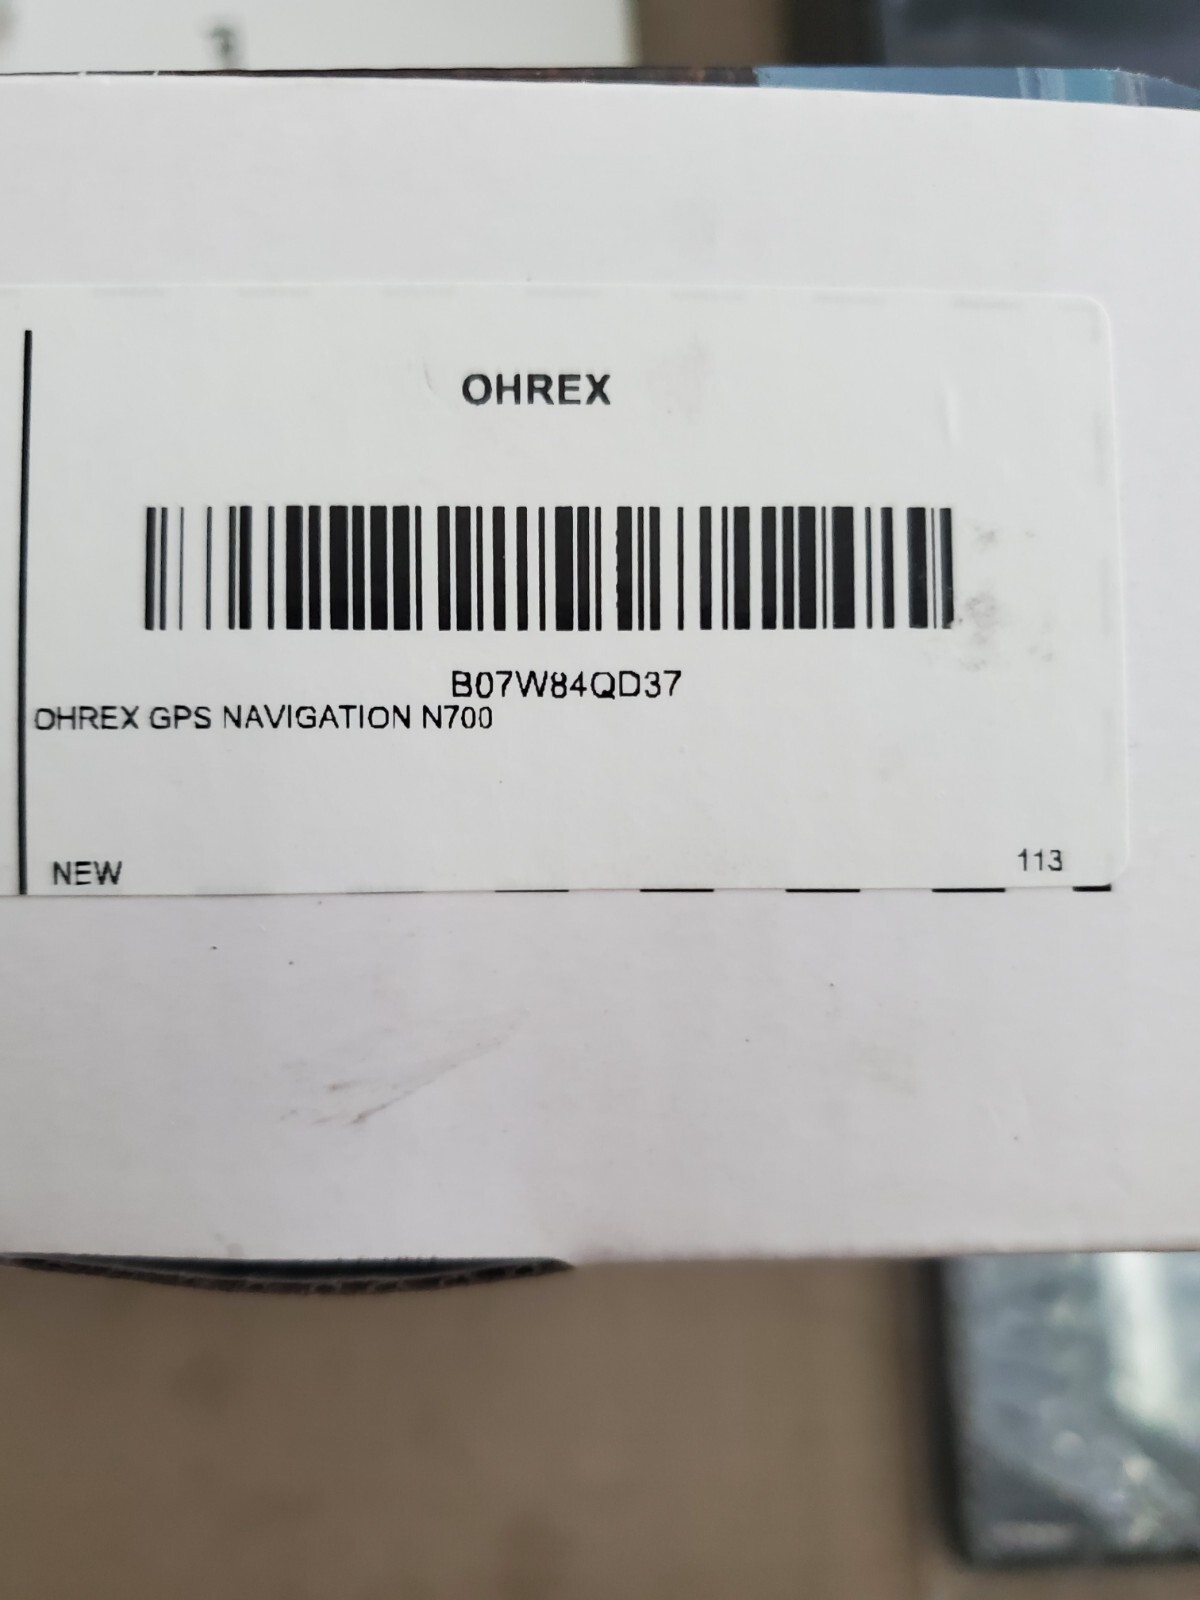 OHREX
B07W84QD37
OHREX GPS NAVIGATION N700
NEW
113